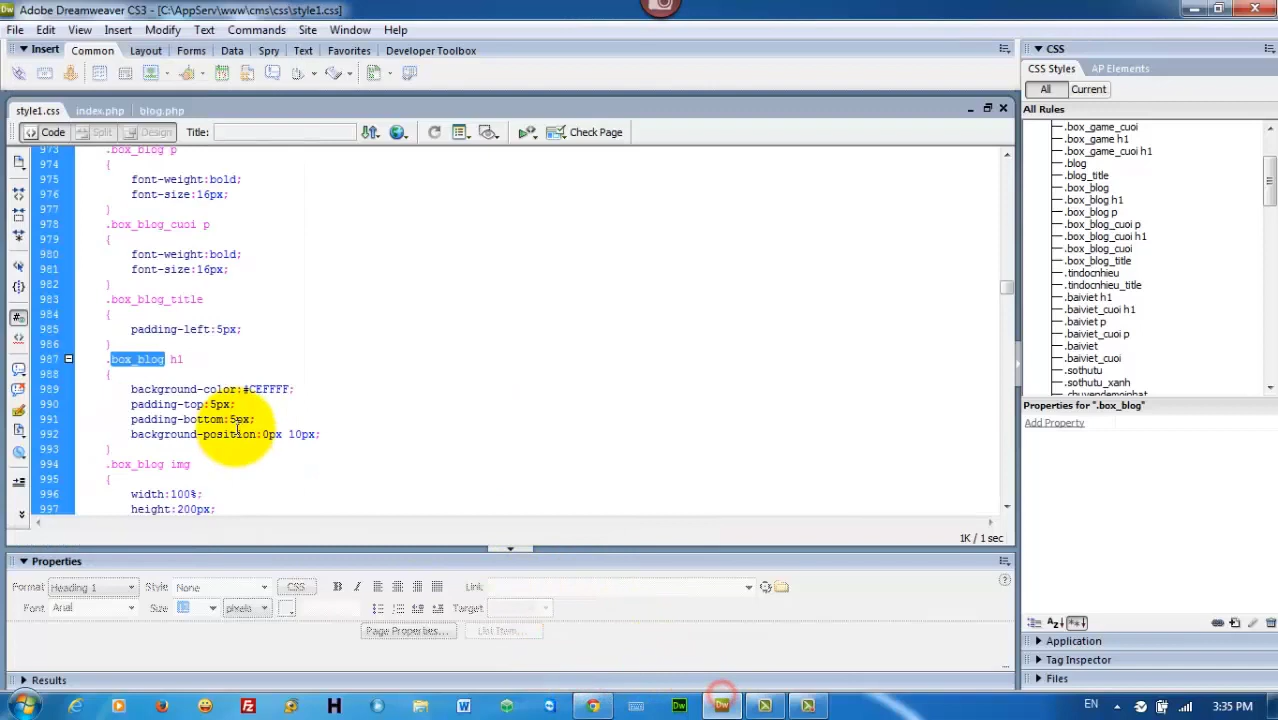 Adobe Dreamweaver CS3 - [C:\AppServ\www\cms\css\style1.css]
File Edit View Insert Modify Text Commands Site Window Help
Insert Common Layout Forms Data Spry Text Favorites Developer Toolbox
CSS
CSS Styles AP Elements
All Current
All Rules
style1.css index.php blog.php
Code Split Design Title: Check Page
973 .box_blog p
974 {
975 font-weight:bold;
976 font-size:16px;
977 }
978 .box_blog_cuoi p
979 {
980 font-weight:bold;
981 font-size:16px;
982 }
983 .box_blog_title
984 {
985 padding-left:5px;
986 }
987 .box_blog h1
988 {
989 background-color:#CEFFFF;
990 padding-top:5px;
991 padding-bottom:5px;
992 background-position:0px 10px;
993 }
994 .box_blog img
995 {
996 width:100%;
997 height:200px;
1K / 1 sec
.box_game_cuoi
.box_game h1
.box_game_cuoi h1
.blog
.blog_title
.box_blog
.box_blog h1
.box_blog p
.box_blog_cuoi p
.box_blog_cuoi h1
.box_blog_cuoi
.box_blog_title
.tindocnhieu
.tindocnhieu_title
.baiviet h1
.baiviet_cuoi h1
.baiviet p
.baiviet_cuoi p
.baiviet
.baiviet_cuoi
.sothutu
.sothutu_xanh
.chuyendemoinhat
Properties for ".box_blog"
Add Property
Properties
Format Heading 1 Style None CSS B I Link
Font Arial Size pixels Target
Page Properties... List Item...
Results
Application
Tag Inspector
Files
EN 3:35 PM